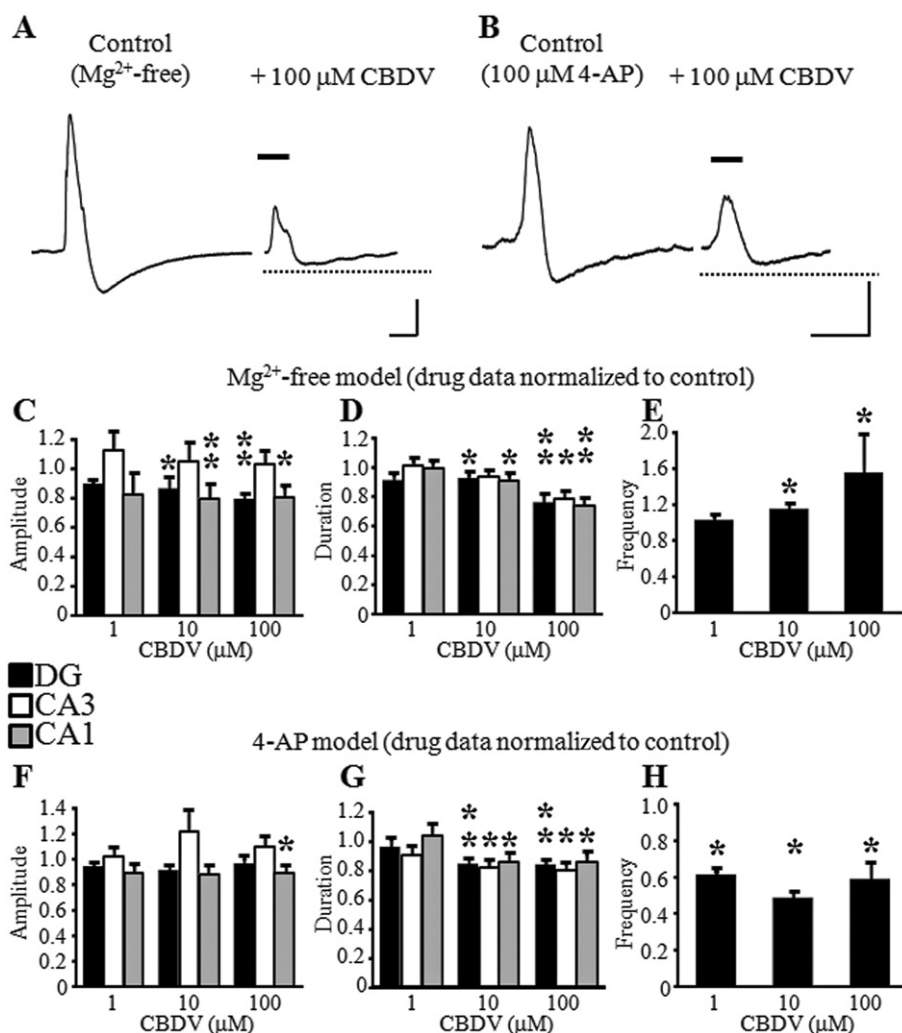 A
B
Control
(Mg²⁺-free)
+ 100 µM CBDV
Control
(100 µM 4-AP)
+ 100 µM CBDV
Mg²⁺-free model (drug data normalized to control)
C
D
E
Amplitude
1.2
1.0
0.8
0.6
0.4
0.2
0
* ** ** *
1 10 100
CBDV (µM)
Duration
1.2
1.0
0.8
0.6
0.4
0.2
0
* * ** * **
1 10 100
CBDV (µM)
Frequency
2.0
1.6
1.2
0.8
0.4
0
* *
1 10 100
CBDV (µM)
DG
CA3
CA1
4-AP model (drug data normalized to control)
F
G
H
Amplitude
1.4
1.2
1.0
0.8
0.6
0.4
0.2
0
*
1 10 100
CBDV (µM)
Duration
1.2
1.0
0.8
0.6
0.4
0.2
0
** * * ** * *
1 10 100
CBDV (µM)
Frequency
1.0
0.8
0.6
0.4
0.2
0
* * *
1 10 100
CBDV (µM)